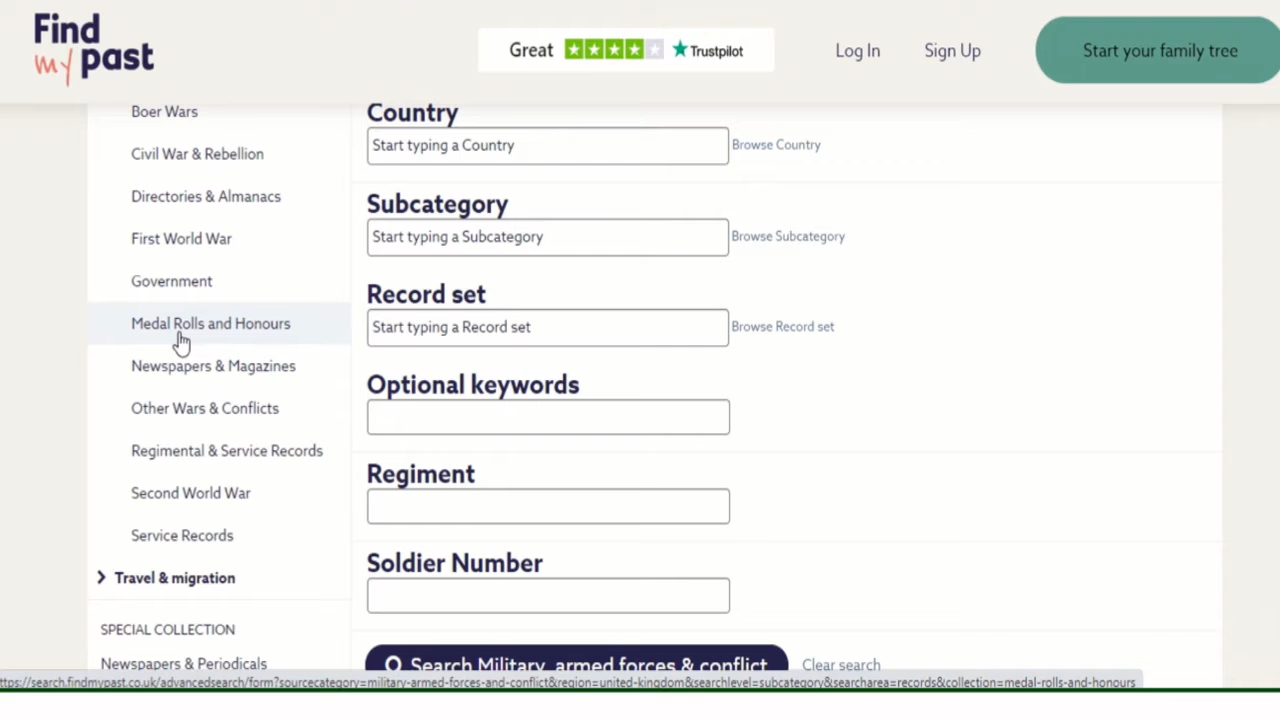 Find
my past
Great
Trustpilot
Log In
Sign Up
Start your family tree
Boer Wars
Civil War & Rebellion
Directories & Almanacs
First World War
Government
Medal Rolls and Honours
Newspapers & Magazines
Other Wars & Conflicts
Regimental & Service Records
Second World War
Service Records
Travel & migration
SPECIAL COLLECTION
Newspapers & Periodicals
Country
Start typing a Country
Browse Country
Subcategory
Start typing a Subcategory
Browse Subcategory
Record set
Start typing a Record set
Browse Record set
Optional keywords
Regiment
Soldier Number
Search Military, armed forces & conflict
Clear search
ttps://search.findmypast.co.uk/advancedsearch/form?sourcecategory=military-armed-forces-and-conflict&region=united-kingdom&searchlevel=subcategory&searcharea=records&collection=medal-rolls-and-honours